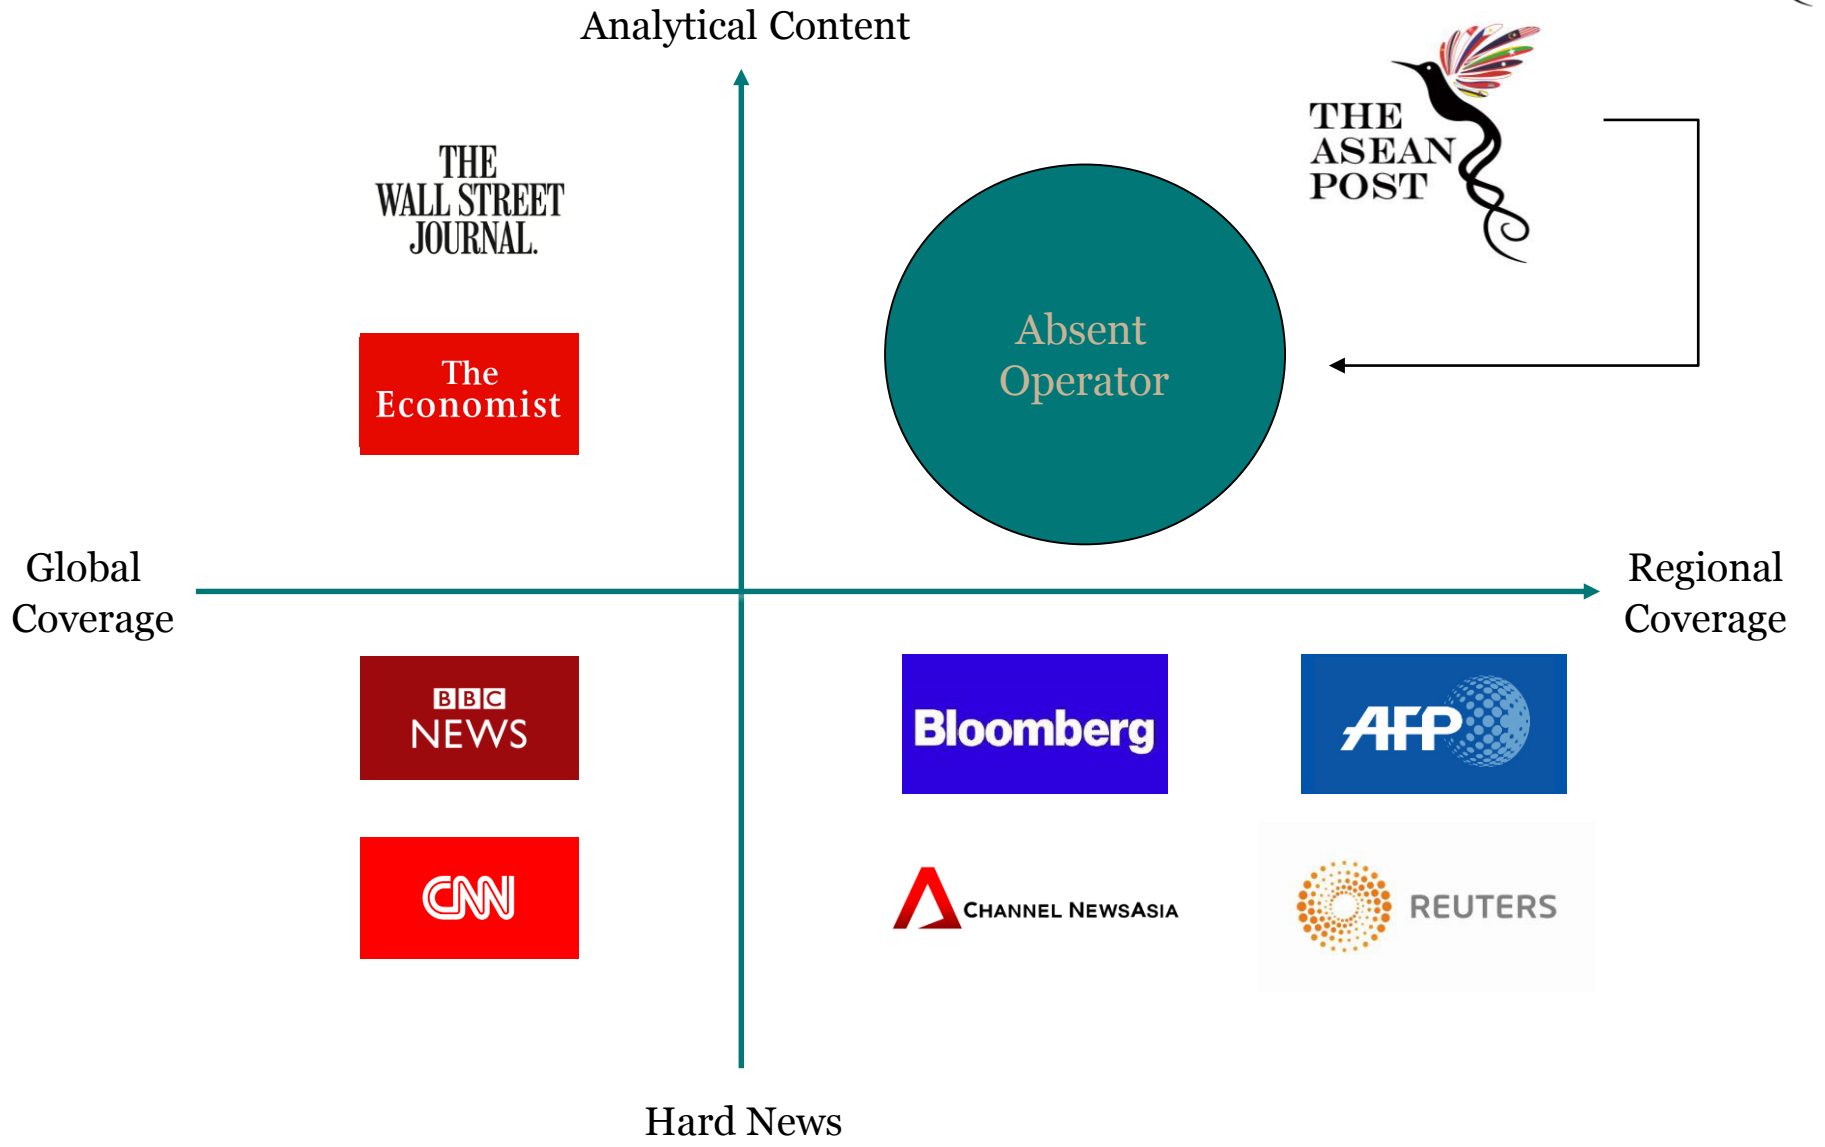 Analytical Content
THE
ASEAN
POST
THE
WALL STREET
JOURNAL.
Absent
Operator
The
Economist
Global
Coverage
Regional
Coverage
BBC
NEWS
Bloomberg
AFP
CNN
CHANNEL NEWSASIA
REUTERS
Hard News